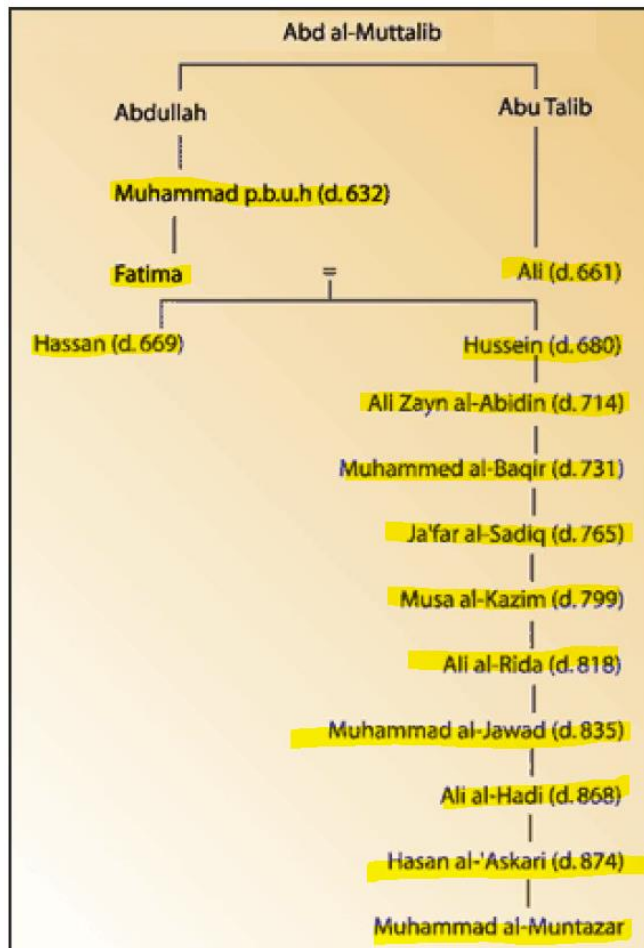 Abd al-Muttalib
Abdullah
Abu Talib
Muhammad p.b.u.h (d. 632)
Fatima
=
Ali (d. 661)
Hassan (d. 669)
Hussein (d. 680)
Ali Zayn al-Abidin (d. 714)
Muhammed al-Baqir (d. 731)
Ja'far al-Sadiq (d. 765)
Musa al-Kazim (d. 799)
Ali al-Rida (d. 818)
Muhammad al-Jawad (d. 835)
Ali al-Hadi (d. 868)
Hasan al-'Askari (d. 874)
Muhammad al-Muntazar